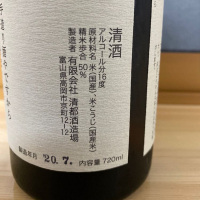 清酒
アルコール分16度
原材料名 米(国産)、米こうじ(国産米)
精米歩合 50%
製造者 有限会社 清都酒造場
富山県高岡市京町12-12
製造年月 20.7.
内容量 720ml